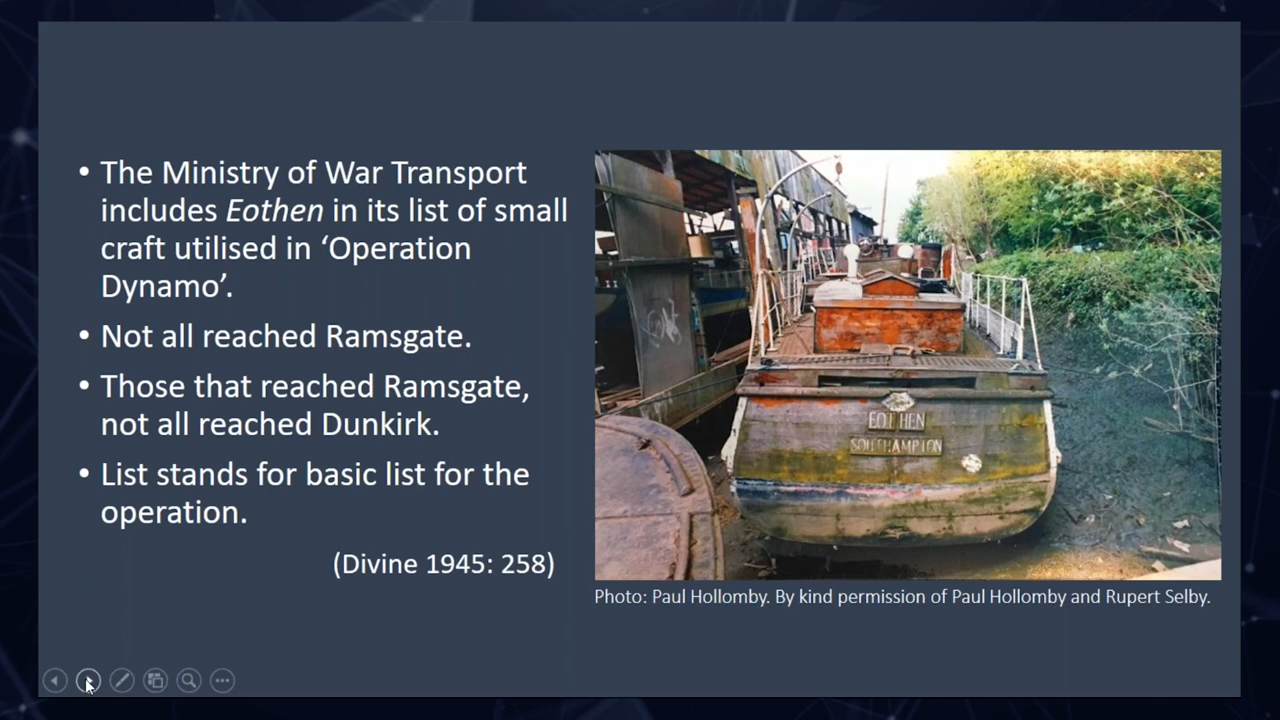 • The Ministry of War Transport
includes Eothen in its list of small
craft utilised in ‘Operation
Dynamo’.
• Not all reached Ramsgate.
• Those that reached Ramsgate,
not all reached Dunkirk.
• List stands for basic list for the
operation.
(Divine 1945: 258)
EOTHEN
SOUTHAMPTON
Photo: Paul Hollomby. By kind permission of Paul Hollomby and Rupert Selby.